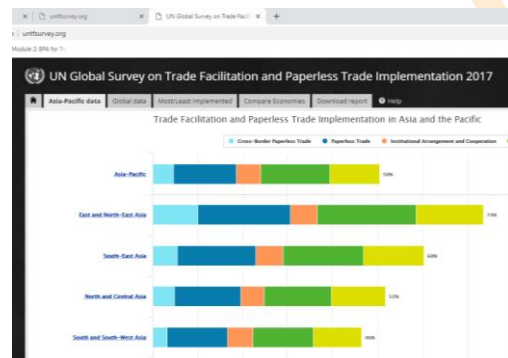 untfsurvey.org
UN Global Survey on Trade Facil
untfsurvey.org
Module 2: BPA for Tr
UN Global Survey on Trade Facilitation and Paperless Trade Implementation 2017
Asia-Pacific data Global data Most/Least Implemented Compare Economies Download report Help
Trade Facilitation and Paperless Trade Implementation in Asia and the Pacific
Cross-Border Paperless Trade Paperless Trade Institutional Arrangement and Cooperation
Asia-Pacific
East and North-East Asia
South-East Asia
North and Central Asia
South and South-West Asia